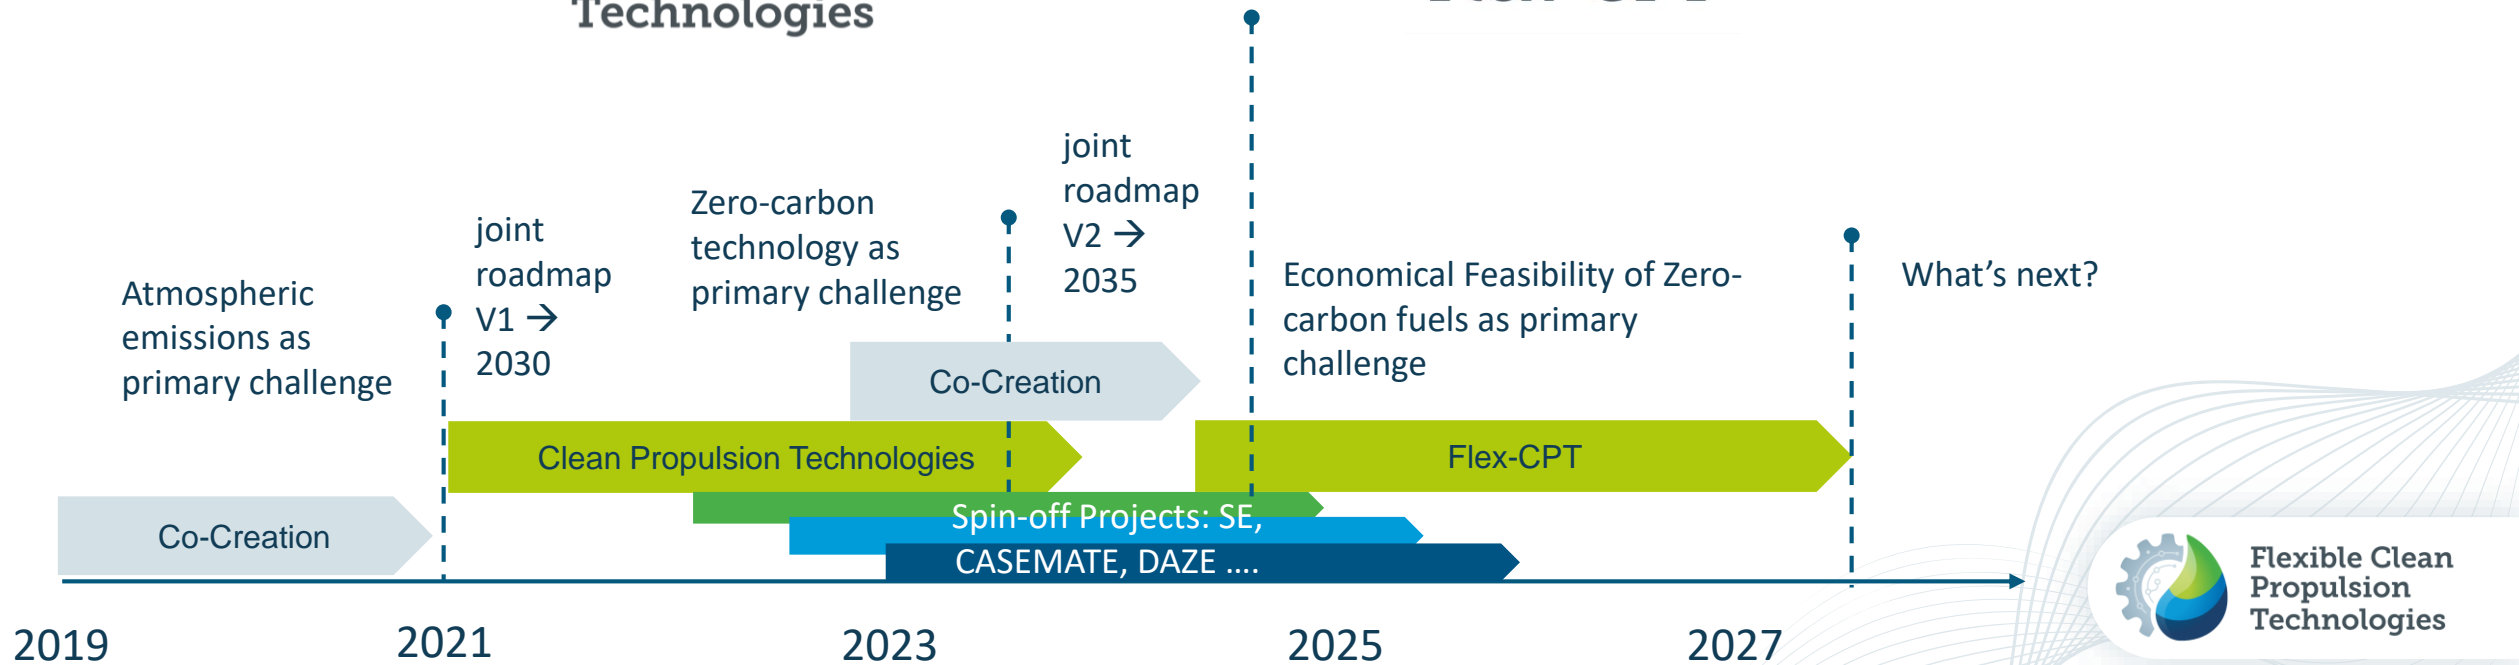 Technologies
Atmospheric
emissions as
primary challenge
joint
roadmap
V1 →
2030
Zero-carbon
technology as
primary challenge
joint
roadmap
V2 →
2035
Economical Feasibility of Zero-
carbon fuels as primary
challenge
What’s next?
Co-Creation
Clean Propulsion Technologies
Flex-CPT
Co-Creation
Spin-off Projects: SE,
CASEMATE, DAZE ....
2019
2021
2023
2025
2027
Flexible Clean
Propulsion
Technologies